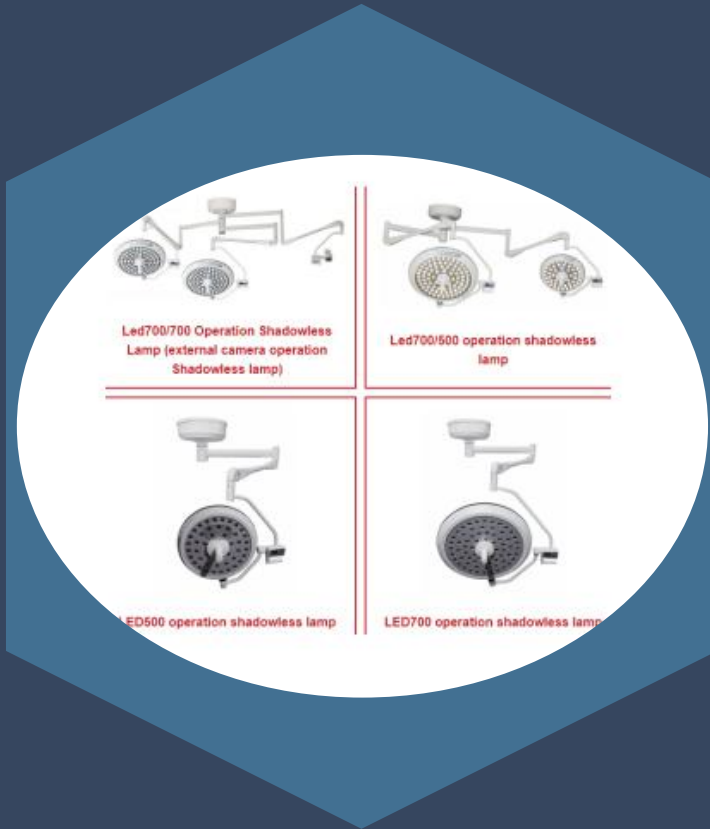 Led700/700 Operation Shadowless
Lamp (external camera operation
Shadowless lamp)
Led700/500 operation shadowless
lamp
LED500 operation shadowless lamp
LED700 operation shadowless lamp